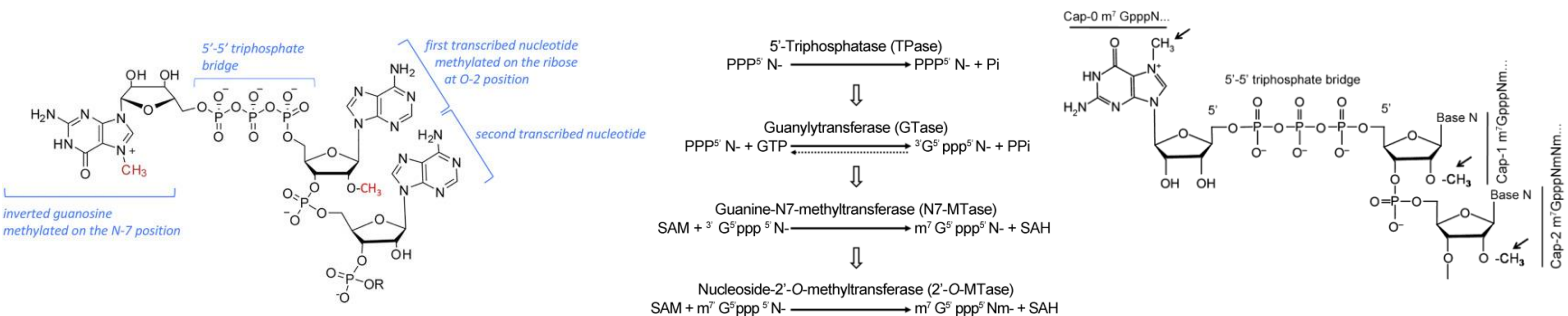 5'-5' triphosphate
bridge
first transcribed nucleotide
methylated on the ribose
at O-2 position
second transcribed nucleotide
inverted guanosine
methylated on the N-7 position
OH OH
NH₂
O⁻ O⁻ O⁻
H₂N N N O O P O P O P
HN N⁺ O O O O
O CH₃
N N N N
NH₂
O
O O-CH₃
N N N N
O P O
⁻O O
O OH
O P OR
⁻O
5'-Triphosphatase (TPase)
PPP⁵' N- → PPP⁵' N- + Pi
⇩
Guanylytransferase (GTase)
PPP⁵' N- + GTP → ³'G⁵' ppp⁵' N- + PPi
⇩
Guanine-N7-methyltransferase (N7-MTase)
SAM + ³' G⁵'ppp ⁵'N- → m⁷ G⁵' ppp⁵'N- + SAH
⇩
Nucleoside-2'-O-methyltransferase (2'-O-MTase)
SAM + m⁷' G⁵'ppp ⁵'N- → m⁷ G⁵' ppp⁵'Nm- + SAH
Cap-0 m⁷ GpppN...
O CH₃
HN N⁺
H₂N N N
5'-5' triphosphate bridge
5' O O O 5'
O O P O P O P O O Base N
O⁻ O⁻ O⁻
OH OH
O O -CH₃
O P O O Base N
O⁻
O O -CH₃
Cap-1 m⁷GpppNm...
Cap-2 m⁷GpppNmNm...